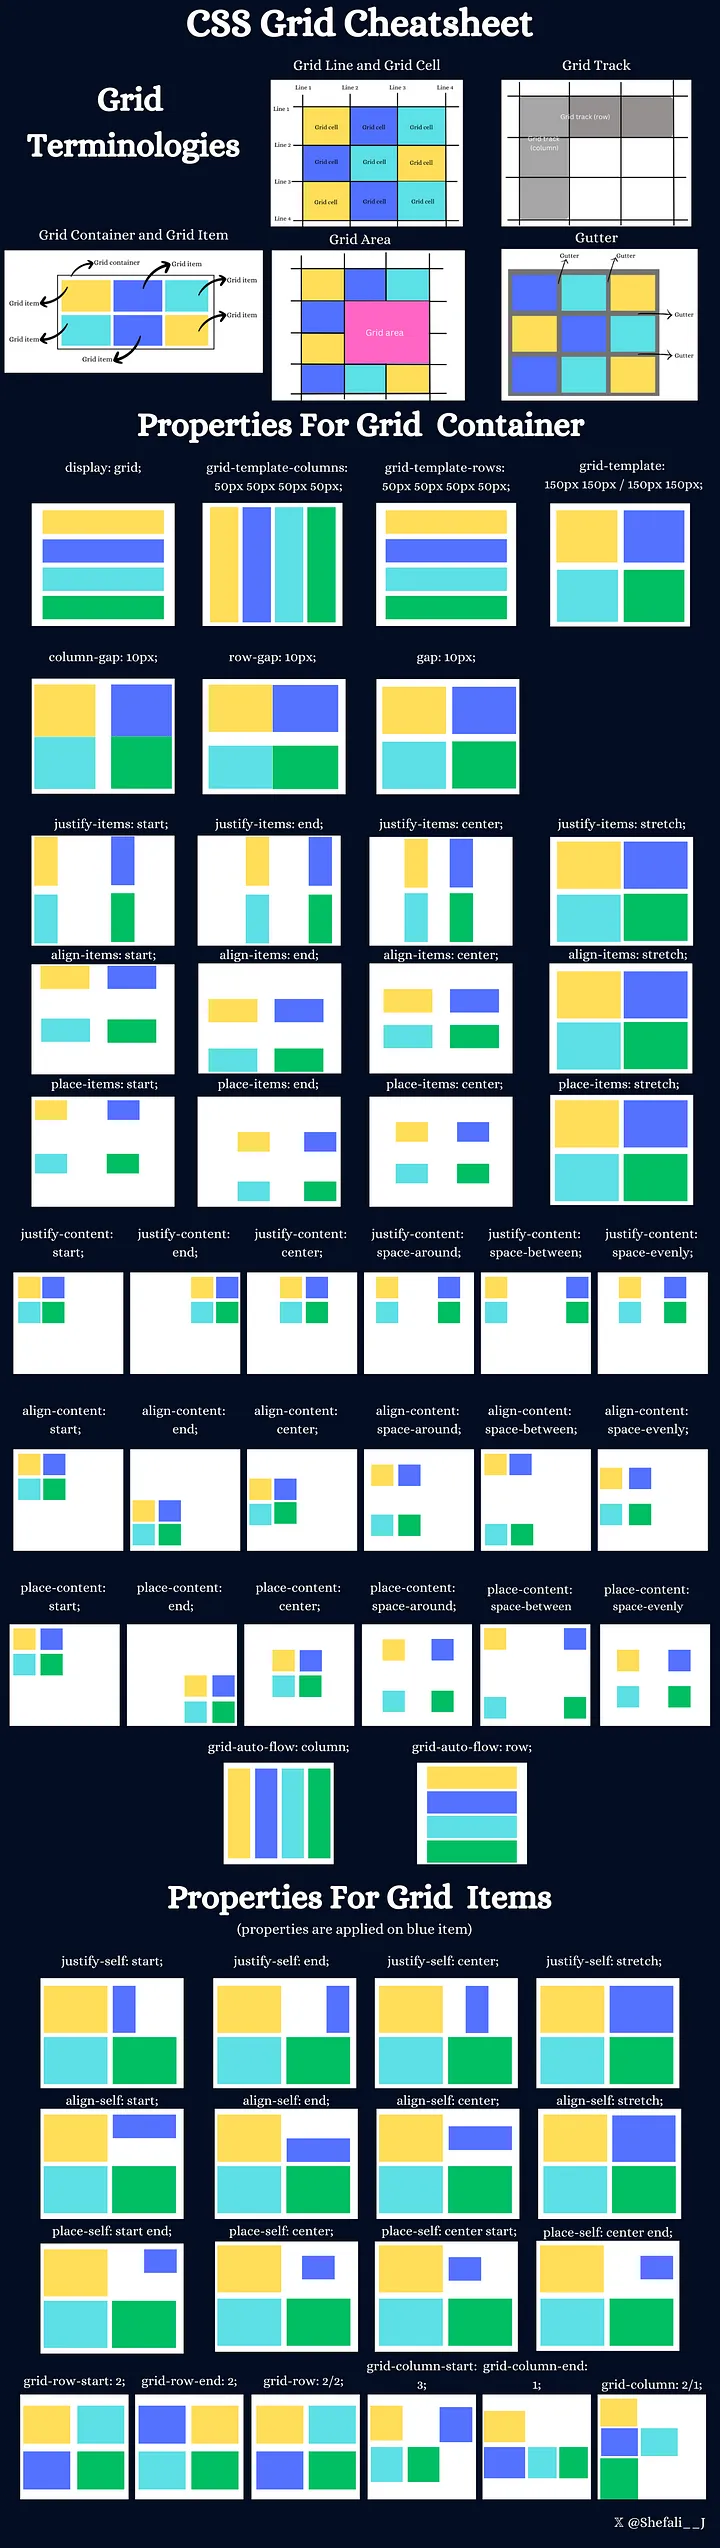 CSS Grid Cheatsheet
Grid
Terminologies
Grid Line and Grid Cell
Line 1 Line 2 Line 3 Line 4
Line 1
Grid cell Grid cell Grid cell
Line 2
Grid cell Grid cell Grid cell
Line 3
Grid cell Grid cell Grid cell
Line 4
Grid Track
Grid track (row)
Grid track
(column)
Grid Container and Grid Item
Grid container
Grid item
Grid item
Grid item
Grid item
Grid item
Grid item
Grid Area
Grid area
Gutter
Gutter Gutter
Gutter
Gutter
Properties For Grid Container
display: grid;
grid-template-columns:
50px 50px 50px 50px;
grid-template-rows:
50px 50px 50px 50px;
grid-template:
150px 150px / 150px 150px;
column-gap: 10px;
row-gap: 10px;
gap: 10px;
justify-items: start;
justify-items: end;
justify-items: center;
justify-items: stretch;
align-items: start;
align-items: end;
align-items: center;
align-items: stretch;
place-items: start;
place-items: end;
place-items: center;
place-items: stretch;
justify-content:
start;
justify-content:
end;
justify-content:
center;
justify-content:
space-around;
justify-content:
space-between;
justify-content:
space-evenly;
align-content:
start;
align-content:
end;
align-content:
center;
align-content:
space-around;
align-content:
space-between;
align-content:
space-evenly;
place-content:
start;
place-content:
end;
place-content:
center;
place-content:
space-around;
place-content:
space-between
place-content:
space-evenly
grid-auto-flow: column;
grid-auto-flow: row;
Properties For Grid Items
(properties are applied on blue item)
justify-self: start;
justify-self: end;
justify-self: center;
justify-self: stretch;
align-self: start;
align-self: end;
align-self: center;
align-self: stretch;
place-self: start end;
place-self: center;
place-self: center start;
place-self: center end;
grid-row-start: 2;
grid-row-end: 2;
grid-row: 2/2;
grid-column-start:
3;
grid-column-end:
1;
grid-column: 2/1;
𝕏 @Shefali__J